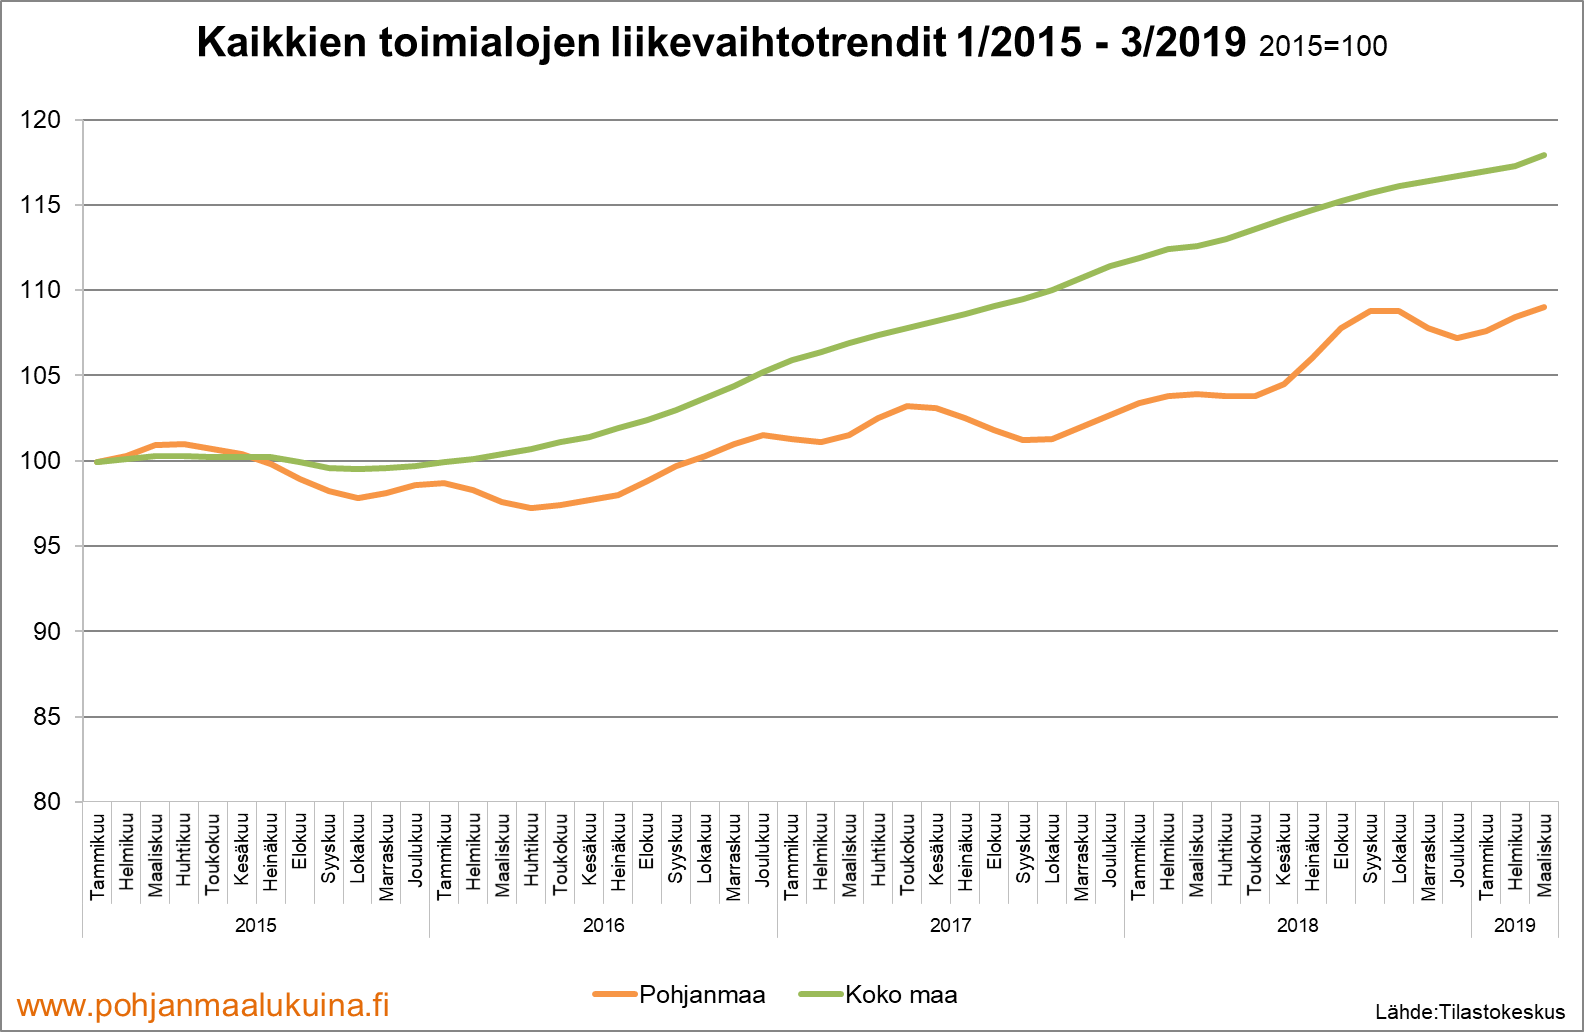 Kaikkien toimialojen liikevaihtotrendit 1/2015 - 3/2019 2015=100
120
115
110
105
100
95
90
85
80
Tammikuu Helmikuu Maaliskuu Huhtikuu Toukokuu Kesäkuu Heinäkuu Elokuu Syyskuu Lokakuu Marraskuu Joulukuu Tammikuu Helmikuu Maaliskuu Huhtikuu Toukokuu Kesäkuu Heinäkuu Elokuu Syyskuu Lokakuu Marraskuu Joulukuu Tammikuu Helmikuu Maaliskuu Huhtikuu Toukokuu Kesäkuu Heinäkuu Elokuu Syyskuu Lokakuu Marraskuu Joulukuu Tammikuu Helmikuu Maaliskuu Huhtikuu Toukokuu Kesäkuu Heinäkuu Elokuu Syyskuu Lokakuu Marraskuu Joulukuu Tammikuu Helmikuu Maaliskuu
2015 2016 2017 2018 2019
Pohjanmaa Koko maa
www.pohjanmaalukuina.fi
Lähde:Tilastokeskus